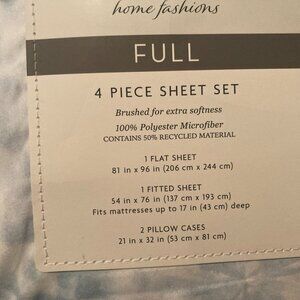 home fashions
FULL
4 PIECE SHEET SET
Brushed for extra softness
100% Polyester Microfiber
CONTAINS 50% RECYCLED MATERIAL
1 FLAT SHEET
81 in x 96 in (206 cm x 244 cm)
1 FITTED SHEET
54 in x 76 in (137 cm x 193 cm)
Fits mattresses up to 17 in (43 cm) deep
2 PILLOW CASES
21 in x 32 in (53 cm x 81 cm)